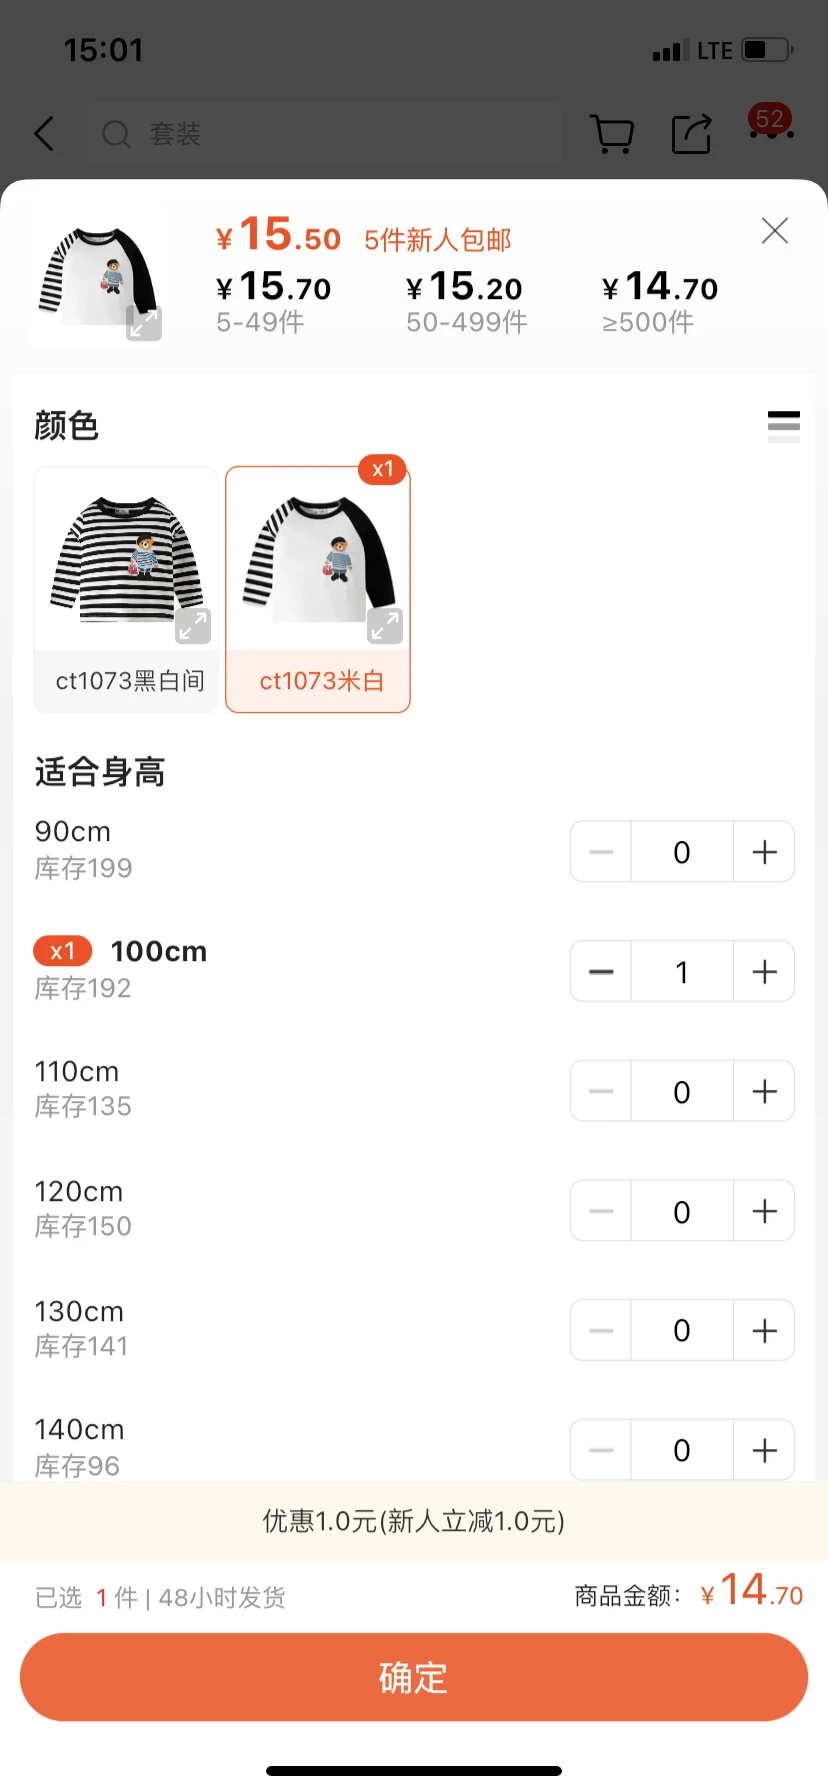 15:01
LTE
套装
52
¥15.50 5件新人包邮
¥15.70 ¥15.20 ¥14.70
5-49件 50-499件 ≥500件
颜色
x1
ct1073黑白间 ct1073米白
适合身高
90cm
库存199
0
x1 100cm
库存192
1
110cm
库存135
0
120cm
库存150
0
130cm
库存141
0
140cm
库存96
0
优惠1.0元(新人立减1.0元)
已选 1 件 | 48小时发货 商品金额: ¥14.70
确定